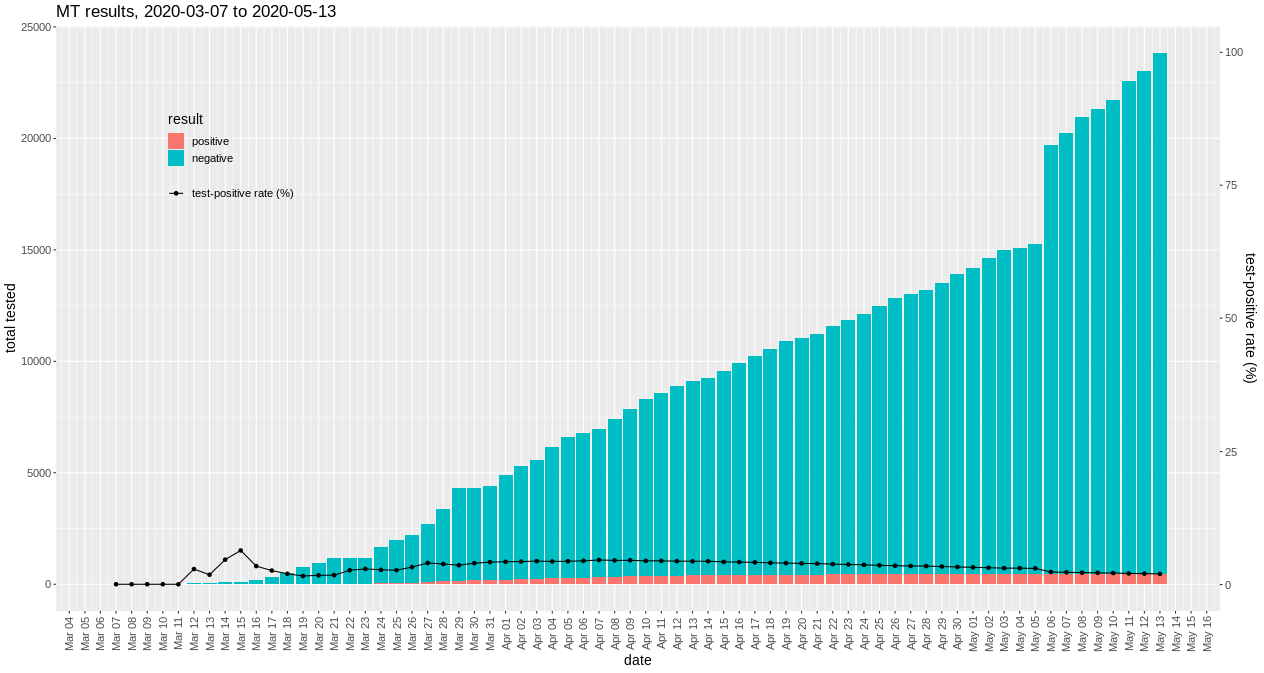 MT results, 2020-03-07 to 2020-05-13
25000
20000
15000
10000
5000
0
total tested
result
positive
negative
test-positive rate (%)
100
75
50
25
0
test-positive rate (%)
Mar 04
Mar 05
Mar 06
Mar 07
Mar 08
Mar 09
Mar 10
Mar 11
Mar 12
Mar 13
Mar 14
Mar 15
Mar 16
Mar 17
Mar 18
Mar 19
Mar 20
Mar 21
Mar 22
Mar 23
Mar 24
Mar 25
Mar 26
Mar 27
Mar 28
Mar 29
Mar 30
Mar 31
Apr 01
Apr 02
Apr 03
Apr 04
Apr 05
Apr 06
Apr 07
Apr 08
Apr 09
Apr 10
Apr 11
Apr 12
Apr 13
Apr 14
Apr 15
Apr 16
Apr 17
Apr 18
Apr 19
Apr 20
Apr 21
Apr 22
Apr 23
Apr 24
Apr 25
Apr 26
Apr 27
Apr 28
Apr 29
Apr 30
May 01
May 02
May 03
May 04
May 05
May 06
May 07
May 08
May 09
May 10
May 11
May 12
May 13
May 14
May 15
May 16
date